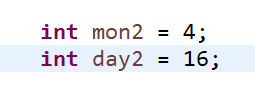 int mon2 = 4;
int day2 = 16;